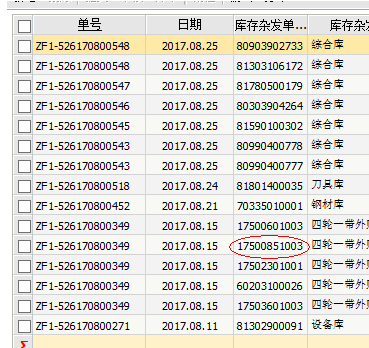 单号 日期 库存杂发单... 库存杂发
ZF1-526170800548 2017.08.25 80903902733 综合库
ZF1-526170800548 2017.08.25 81303106172 综合库
ZF1-526170800547 2017.08.25 81780500179 综合库
ZF1-526170800546 2017.08.25 80303904264 综合库
ZF1-526170800545 2017.08.25 81590100302 综合库
ZF1-526170800543 2017.08.25 80990400778 综合库
ZF1-526170800543 2017.08.25 80990400777 综合库
ZF1-526170800518 2017.08.24 81801400035 刀具库
ZF1-526170800452 2017.08.21 70335010001 钢材库
ZF1-526170800349 2017.08.15 17500601003 四轮一带外
ZF1-526170800349 2017.08.15 17500851003 四轮一带外
ZF1-526170800349 2017.08.15 17502301001 四轮一带外
ZF1-526170800349 2017.08.15 60203100026 四轮一带外
ZF1-526170800349 2017.08.15 17503601003 四轮一带外
ZF1-526170800271 2017.08.11 81302900091 设备库
Σ